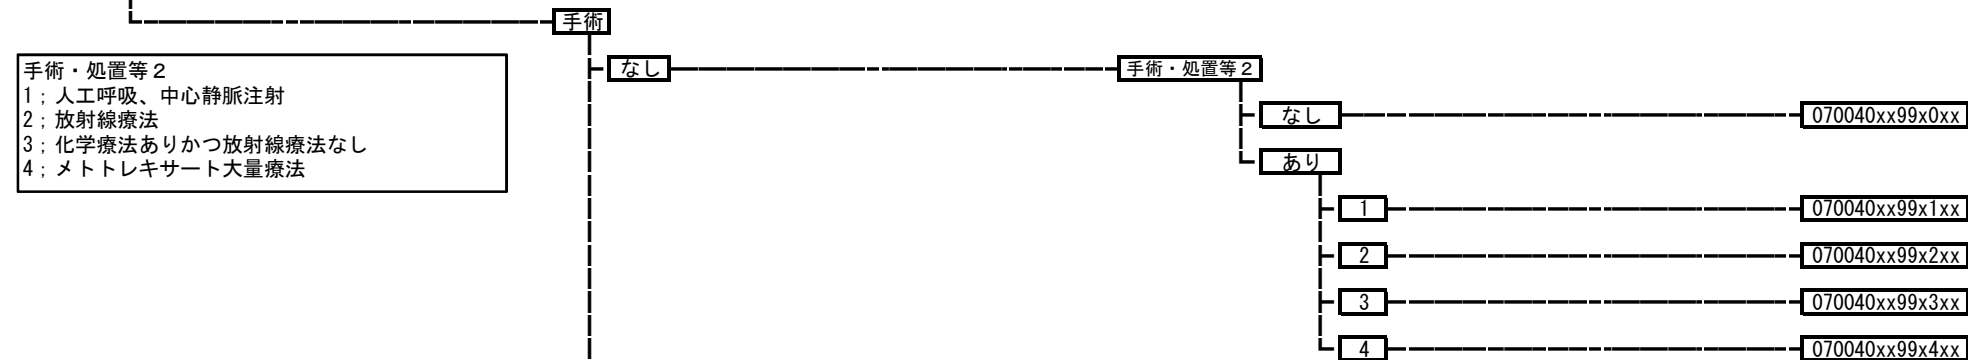 手術
手術・処置等２
1；人工呼吸、中心静脈注射
2；放射線療法
3；化学療法ありかつ放射線療法なし
4；メトトレキサート大量療法
なし
手術・処置等２
なし
070040xx99x0xx
あり
1
070040xx99x1xx
2
070040xx99x2xx
3
070040xx99x3xx
4
070040xx99x4xx